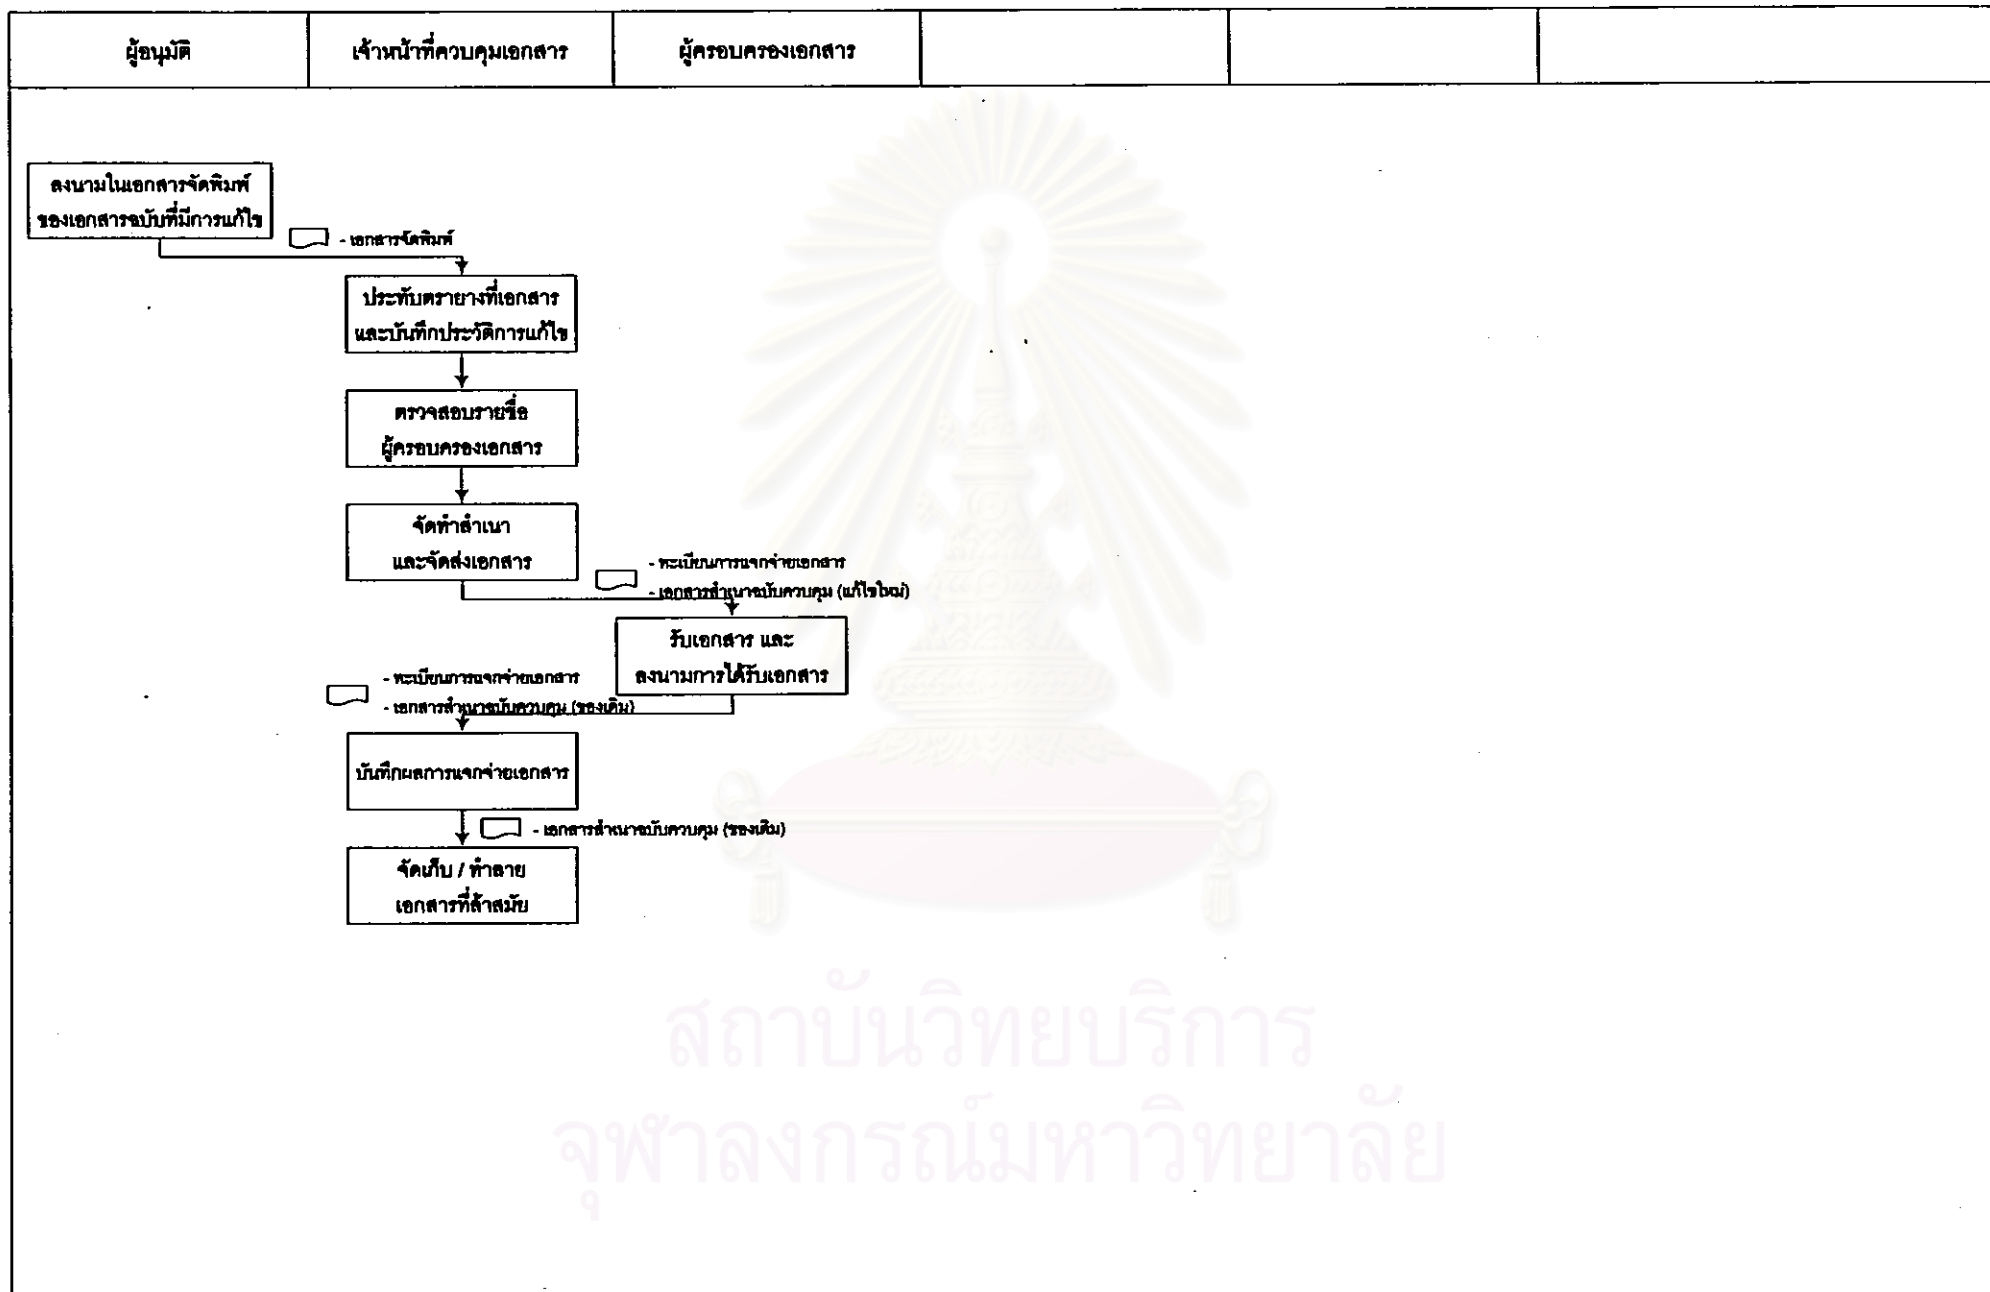 ผู้อนุมัติ
เจ้าหน้าที่ควบคุมเอกสาร
ผู้ครอบครองเอกสาร
ลงนามในเอกสารจัดพิมพ์
ของเอกสารฉบับที่มีการแก้ไข
- เอกสารจัดพิมพ์
ประทับตรายางที่เอกสาร
และบันทึกประวัติการแก้ไข
ตรวจสอบรายชื่อ
ผู้ครอบครองเอกสาร
จัดทำสำเนา
และจัดส่งเอกสาร
- ทะเบียนการแจกจ่ายเอกสาร
- เอกสารสำเนาฉบับควบคุม (แก้ไขใหม่)
รับเอกสาร และ
ลงนามการได้รับเอกสาร
- ทะเบียนการแจกจ่ายเอกสาร
- เอกสารสำเนาฉบับควบคุม (ของเดิม)
บันทึกผลการแจกจ่ายเอกสาร
- เอกสารสำเนาฉบับควบคุม (ของเดิม)
จัดเก็บ / ทำลาย
เอกสารที่ล้าสมัย
สถาบันวิทยบริการ
จุฬาลงกรณ์มหาวิทยาลัย